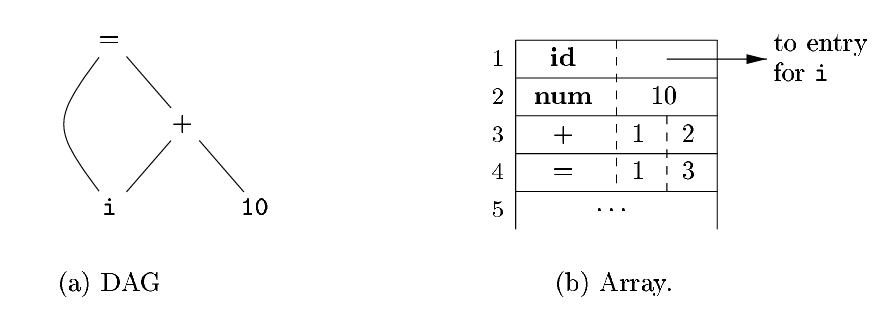 =
+
i 10
(a) DAG
1 id to entry
for i
2 num 10
3 + 1 2
4 = 1 3
5 ···
(b) Array.